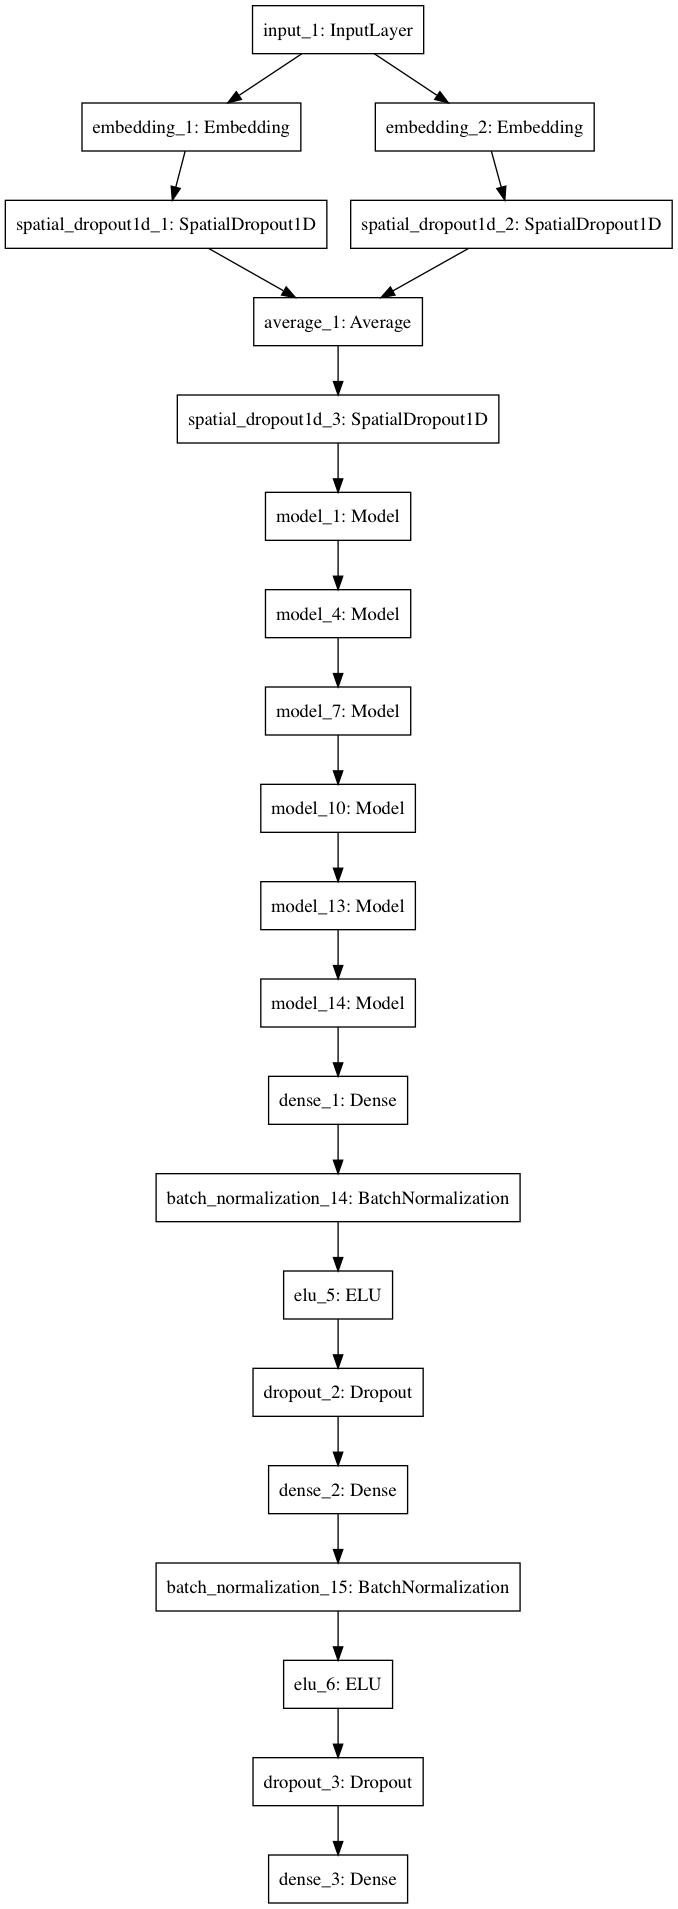 input_1: InputLayer
embedding_1: Embedding
embedding_2: Embedding
spatial_dropout1d_1: SpatialDropout1D
spatial_dropout1d_2: SpatialDropout1D
average_1: Average
spatial_dropout1d_3: SpatialDropout1D
model_1: Model
model_4: Model
model_7: Model
model_10: Model
model_13: Model
model_14: Model
dense_1: Dense
batch_normalization_14: BatchNormalization
elu_5: ELU
dropout_2: Dropout
dense_2: Dense
batch_normalization_15: BatchNormalization
elu_6: ELU
dropout_3: Dropout
dense_3: Dense